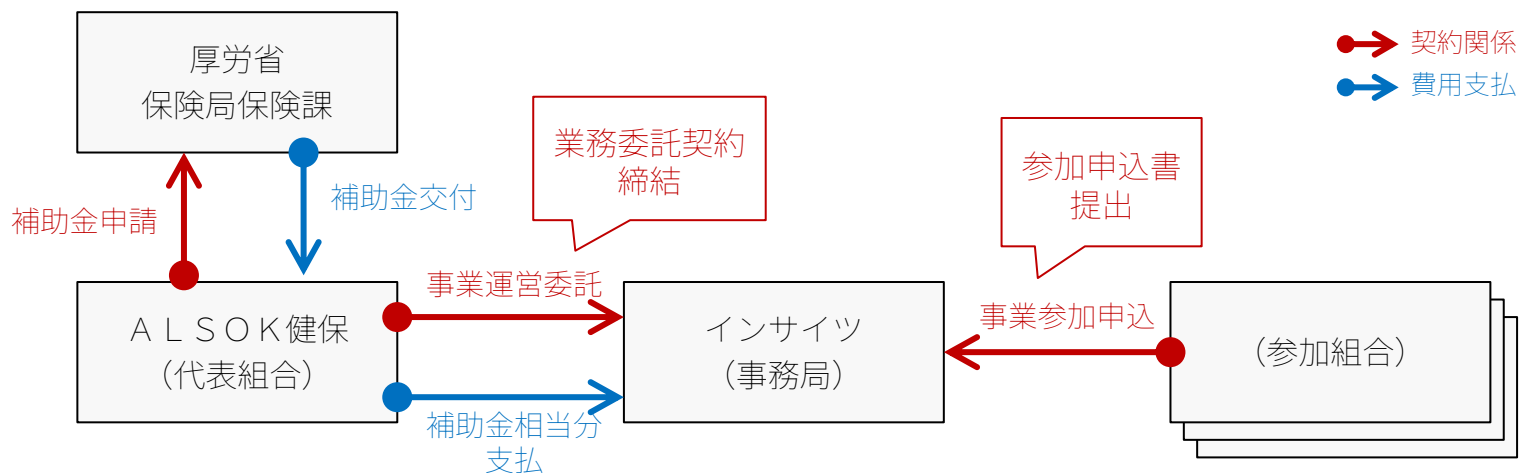 厚労省
保険局保険課
契約関係
費用支払
業務委託契約
締結
参加申込書
提出
補助金申請
補助金交付
ＡＬＳＯＫ健保
（代表組合）
事業運営委託
補助金相当分
支払
インサイツ
（事務局）
事業参加申込
（参加組合）